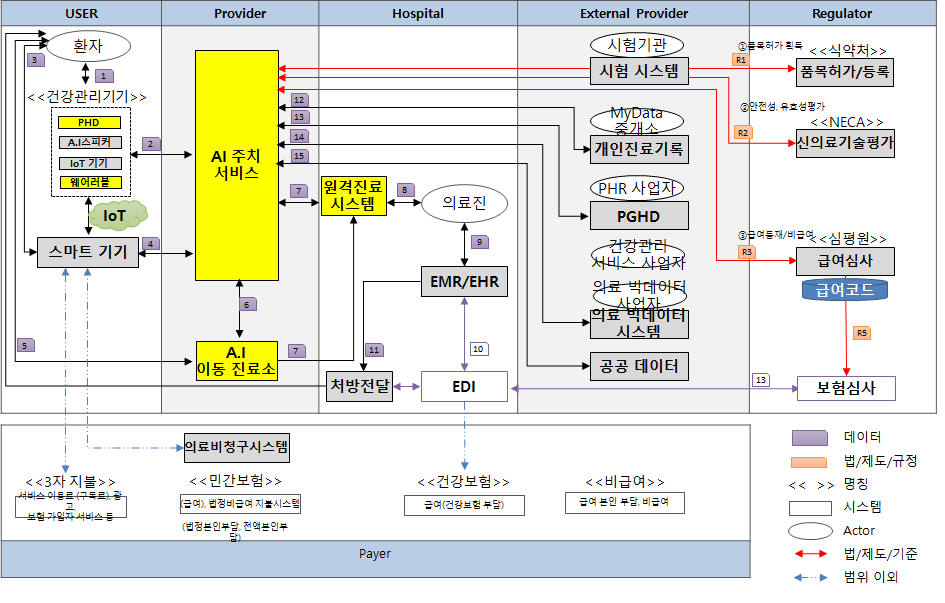 USER
Provider
Hospital
External Provider
Regulator
환자
3
1
<<건강관리기기>>
PHD
A.I스피커
IoT 기기
웨어러블
2
IoT
스마트 기기
4
5
AI 주치
서비스
6
A.I
이동 진료소
7
7
12
13
14
15
원격진료
시스템
8
의료진
9
EMR/EHR
10
11
처방전달
EDI
시험기관
시험 시스템
MyData
중개소
개인진료기록
PHR 사업자
PGHD
건강관리
서비스 사업자
의료 빅데이터
사업자
의료 빅데이터
시스템
공공 데이터
13
①품목허가 획득
R1
<<식약처>>
품목허가/등록
②안전성, 유효성평가
R2
<<NECA>>
신의료기술평가
③급여등재/비급여
R3
<<심평원>>
급여심사
급여코드
R5
보험심사
의료비청구시스템
<<3자 지불>>
서비스 이용료 (구독료), 광
고,
보험 가입자 서비스 등
<<민간보험>>
(급여), 법정비급여 지불시스템
(법정본인부담, 전액본인부
담)
<<건강보험>>
급여(건강보험 부담)
<<비급여>>
급여 본인 부담, 비급여
Payer
데이터
법/제도/규정
<< >> 명칭
시스템
Actor
법/제도/기준
범위 이외